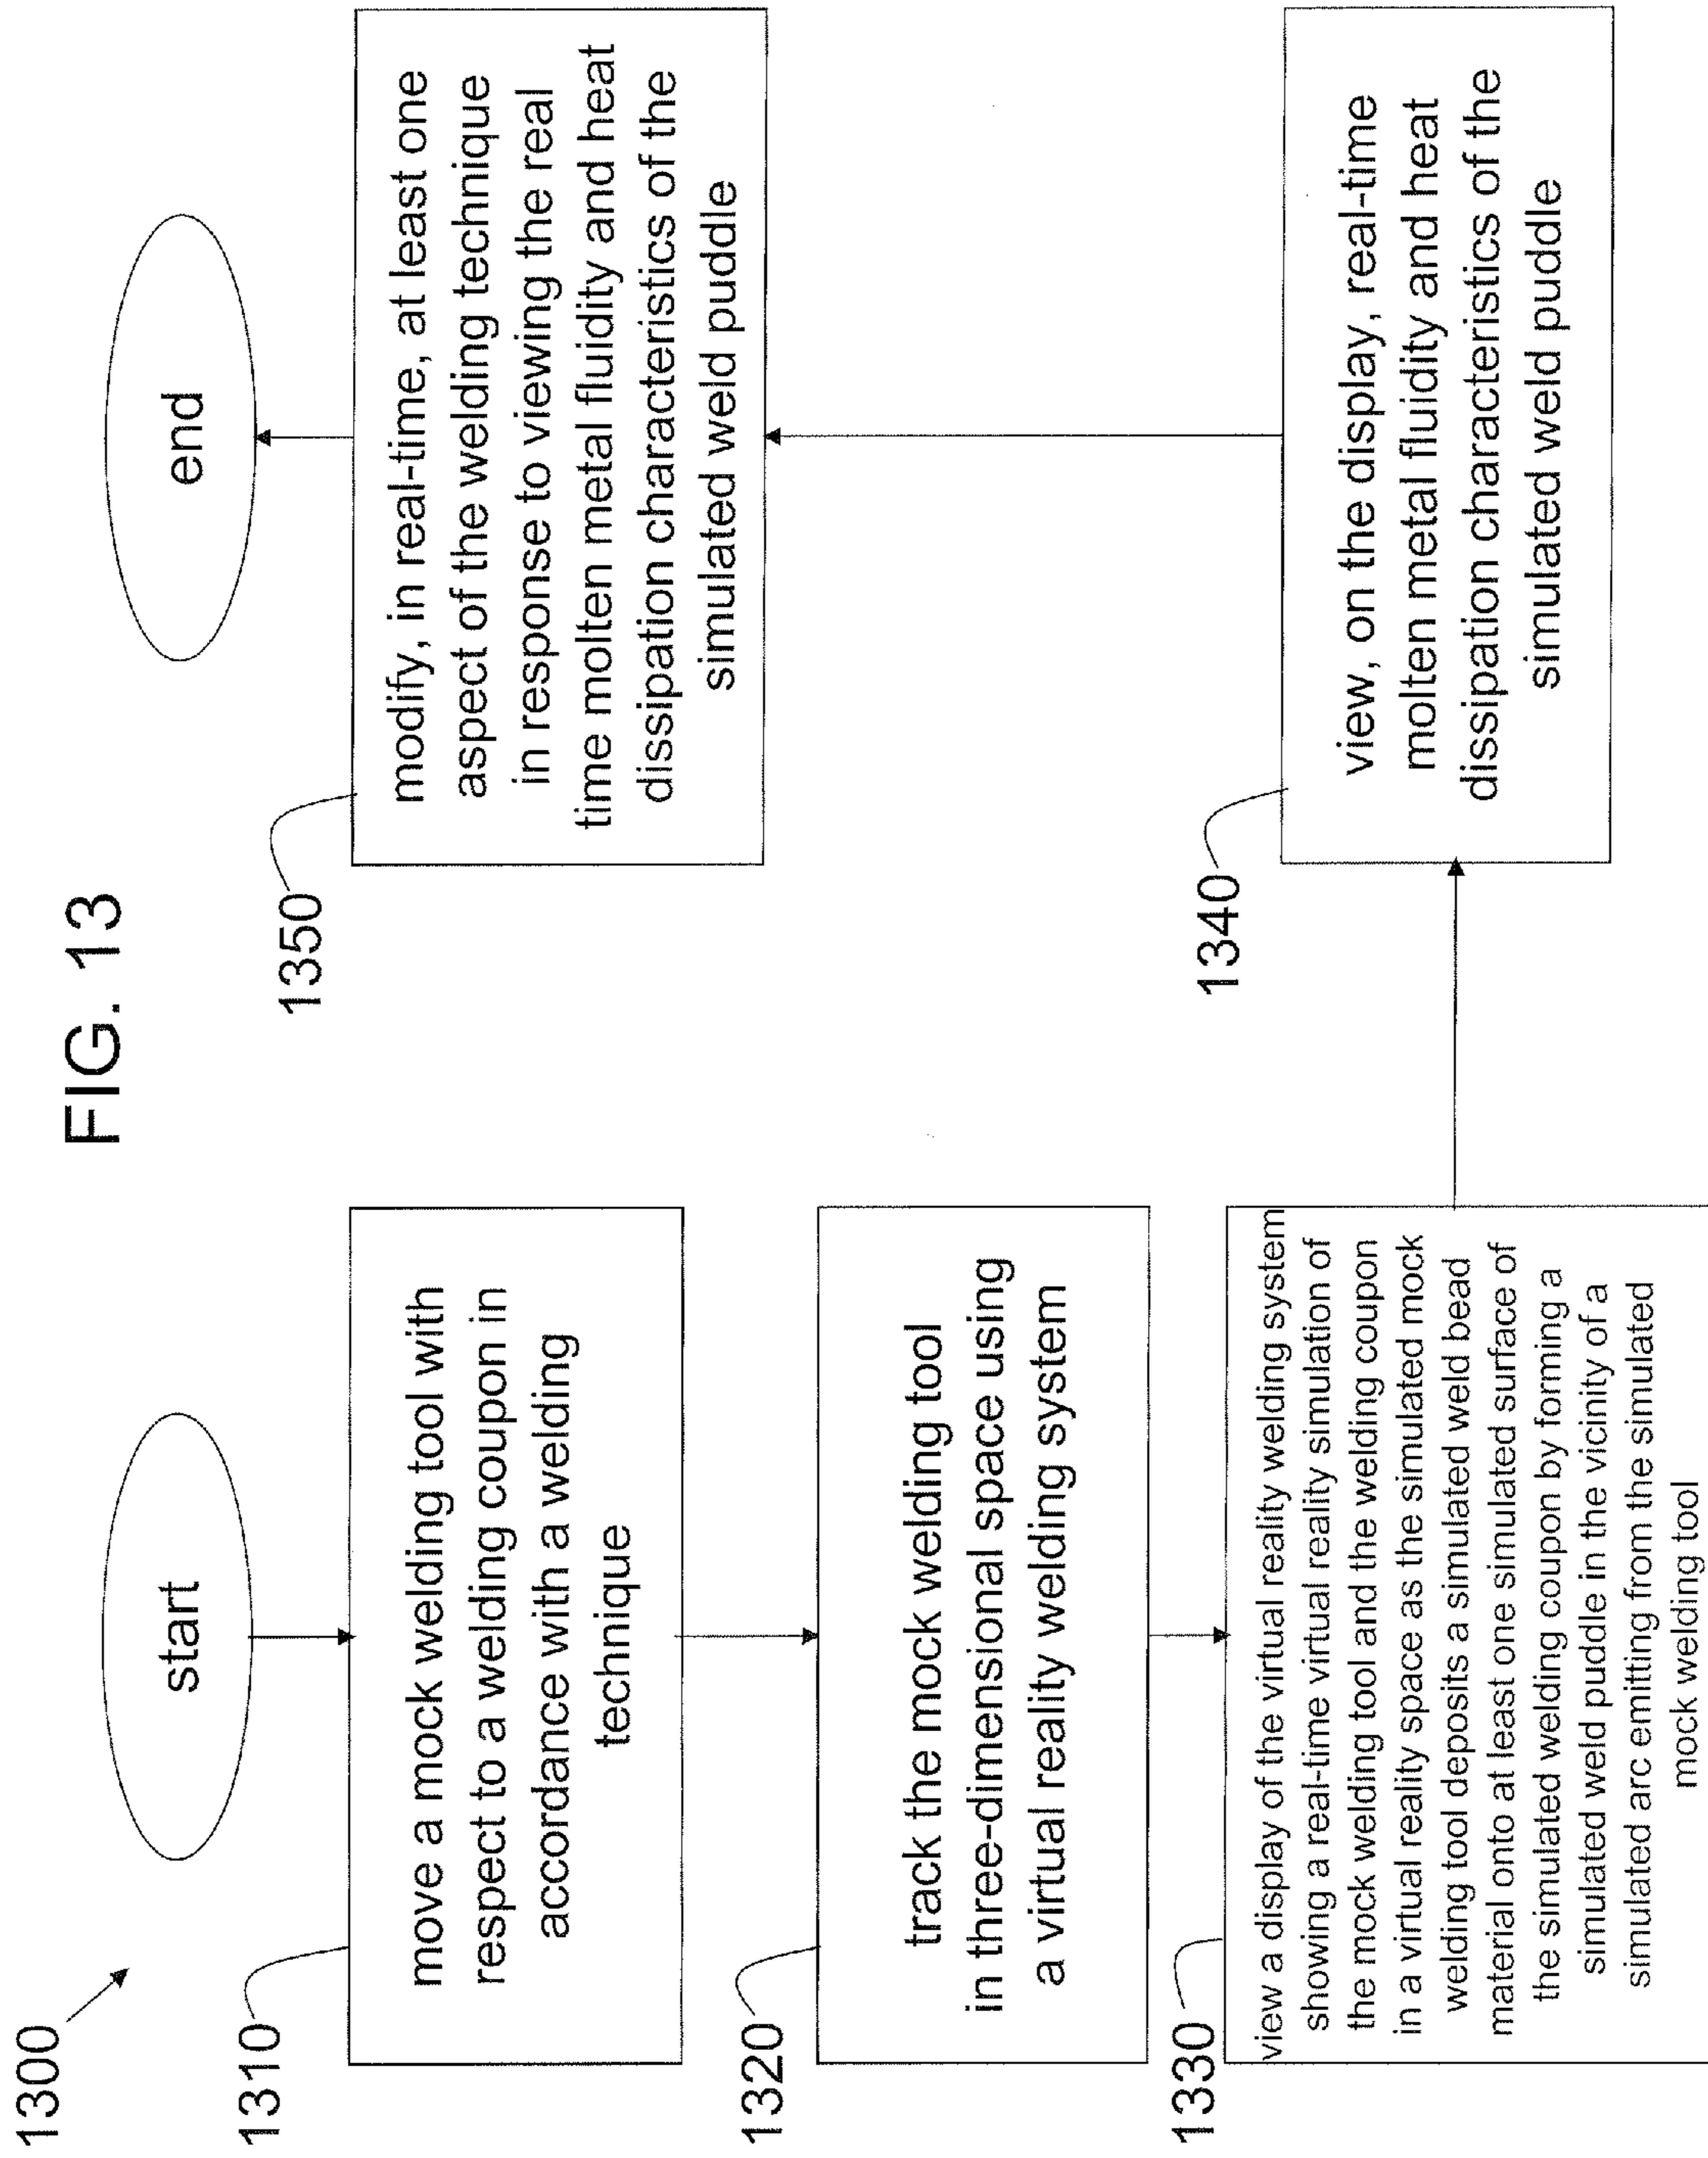 FIG. 13
1300
start
1310
move a mock welding tool with
respect to a welding coupon in
accordance with a welding
technique
1320
track the mock welding tool
in three-dimensional space using
a virtual reality welding system
1330
view a display of the virtual reality welding system
showing a real-time virtual reality simulation of
the mock welding tool and the welding coupon
in a virtual reality space as the simulated mock
welding tool deposits a simulated weld bead
material onto at least one simulated surface of
the simulated welding coupon by forming a
simulated weld puddle in the vicinity of a
simulated arc emitting from the simulated
mock welding tool
1340
view, on the display, real-time
molten metal fluidity and heat
dissipation characteristics of the
simulated weld puddle
1350
modify, in real-time, at least one
aspect of the welding technique
in response to viewing the real
time molten metal fluidity and heat
dissipation characteristics of the
simulated weld puddle
end